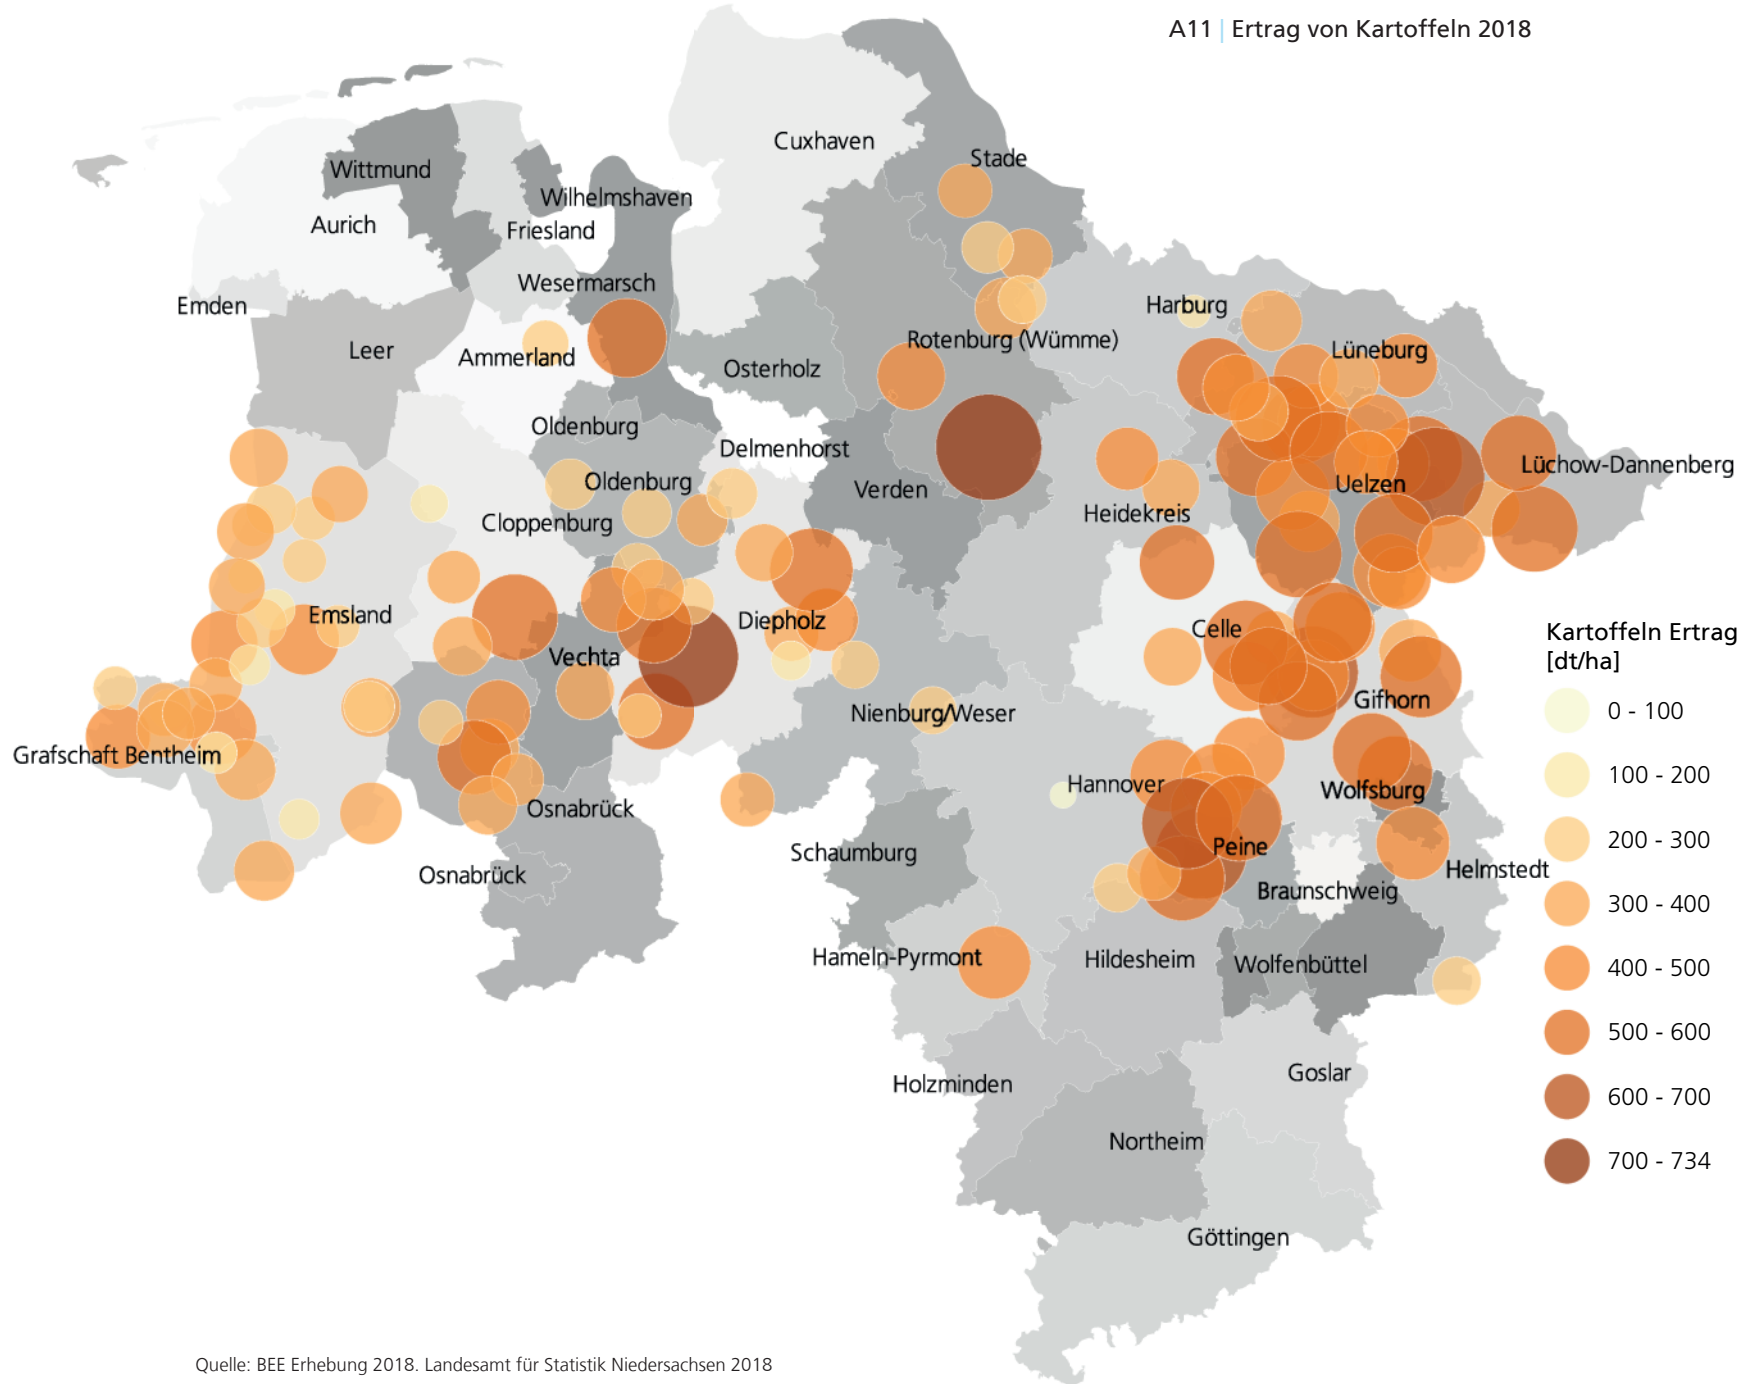 A11 | Ertrag von Kartoffeln 2018
Cuxhaven
Stade
Wittmund
Wilhelmshaven
Aurich
Friesland
Wesermarsch
Emden
Harburg
Rotenburg (Wümme)
Leer
Ammerland
Lüneburg
Osterholz
Oldenburg
Delmenhorst
Lüchow-Dannenberg
Oldenburg
Verden
Uelzen
Cloppenburg
Heidekreis
Emsland
Diepholz
Celle
Vechta
Gifhorn
Nienburg/Weser
Grafschaft Bentheim
Hannover
Wolfsburg
Osnabrück
Schaumburg
Peine
Osnabrück
Helmstedt
Braunschweig
Hameln-Pyrmont
Hildesheim
Wolfenbüttel
Holzminden
Goslar
Northeim
Göttingen
Kartoffeln Ertrag
[dt/ha]
0 - 100
100 - 200
200 - 300
300 - 400
400 - 500
500 - 600
600 - 700
700 - 734
Quelle: BEE Erhebung 2018. Landesamt für Statistik Niedersachsen 2018